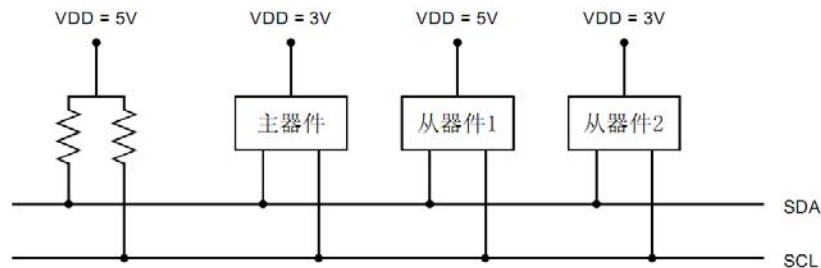 VDD = 5V
VDD = 3V
VDD = 5V
VDD = 3V
主器件
从器件1
从器件2
SDA
SCL